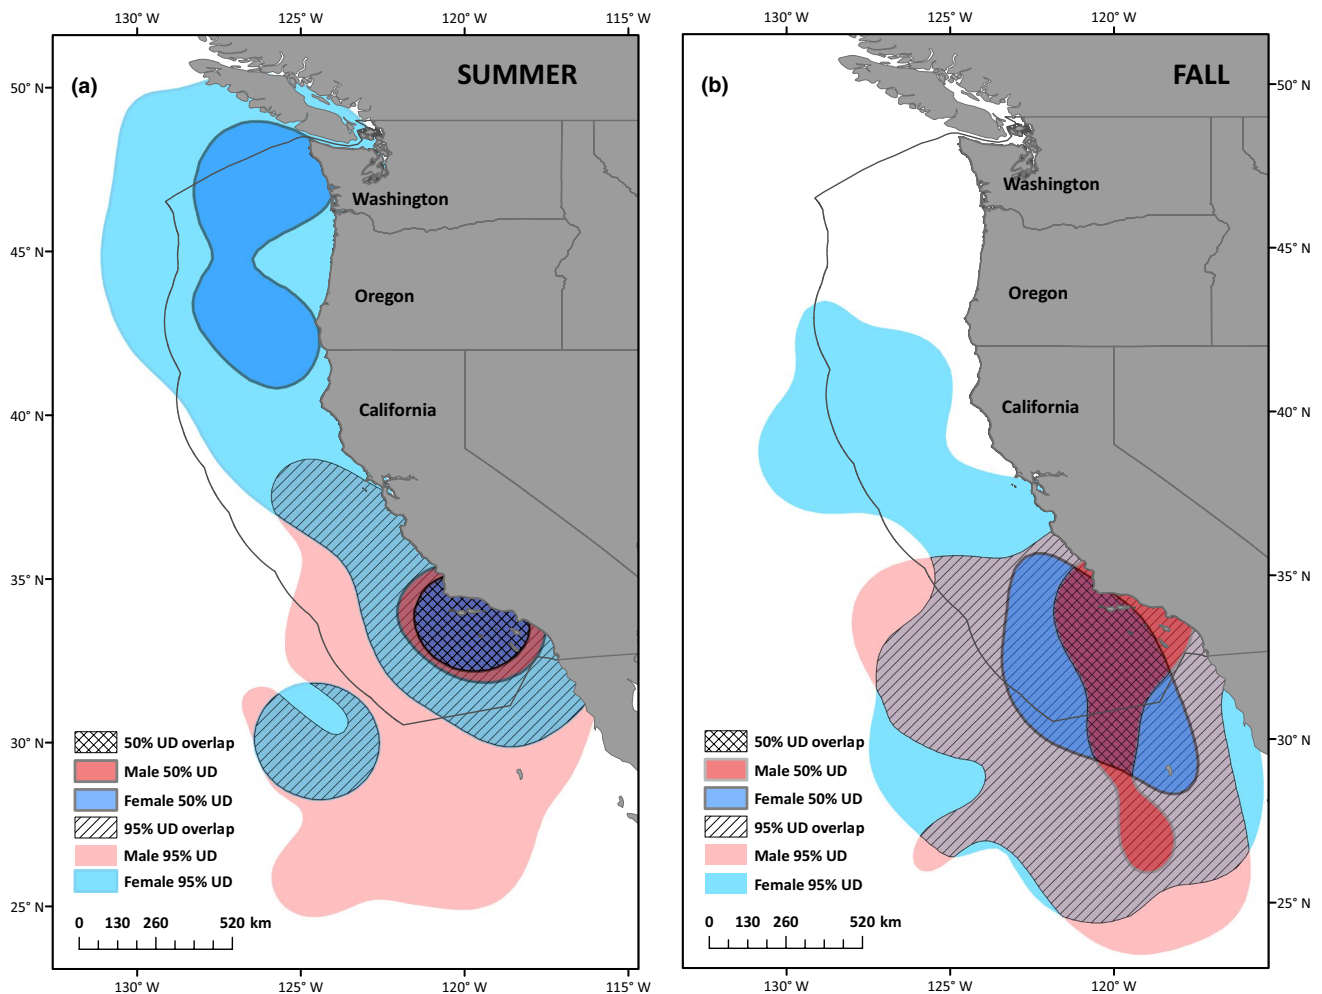 130° W 125° W 120° W 130° W 125° W 120° W
(a) SUMMER (b) FALL
50° N 50° N
Washington Washington
45° N 45° N
Oregon Oregon
California California
40° N 40° N
35° N 35° N
30° N 30° N
50% UD overlap
Male 50% UD
Female 50% UD
95% UD overlap
Male 95% UD
Female 95% UD
50% UD overlap
Male 50% UD
Female 50% UD
95% UD overlap
Male 95% UD
Female 95% UD
25° N 25° N
0 130 260 520 km 0 130 260 520 km
130° W 125° W 120° W 115° W 130° W 125° W 120° W